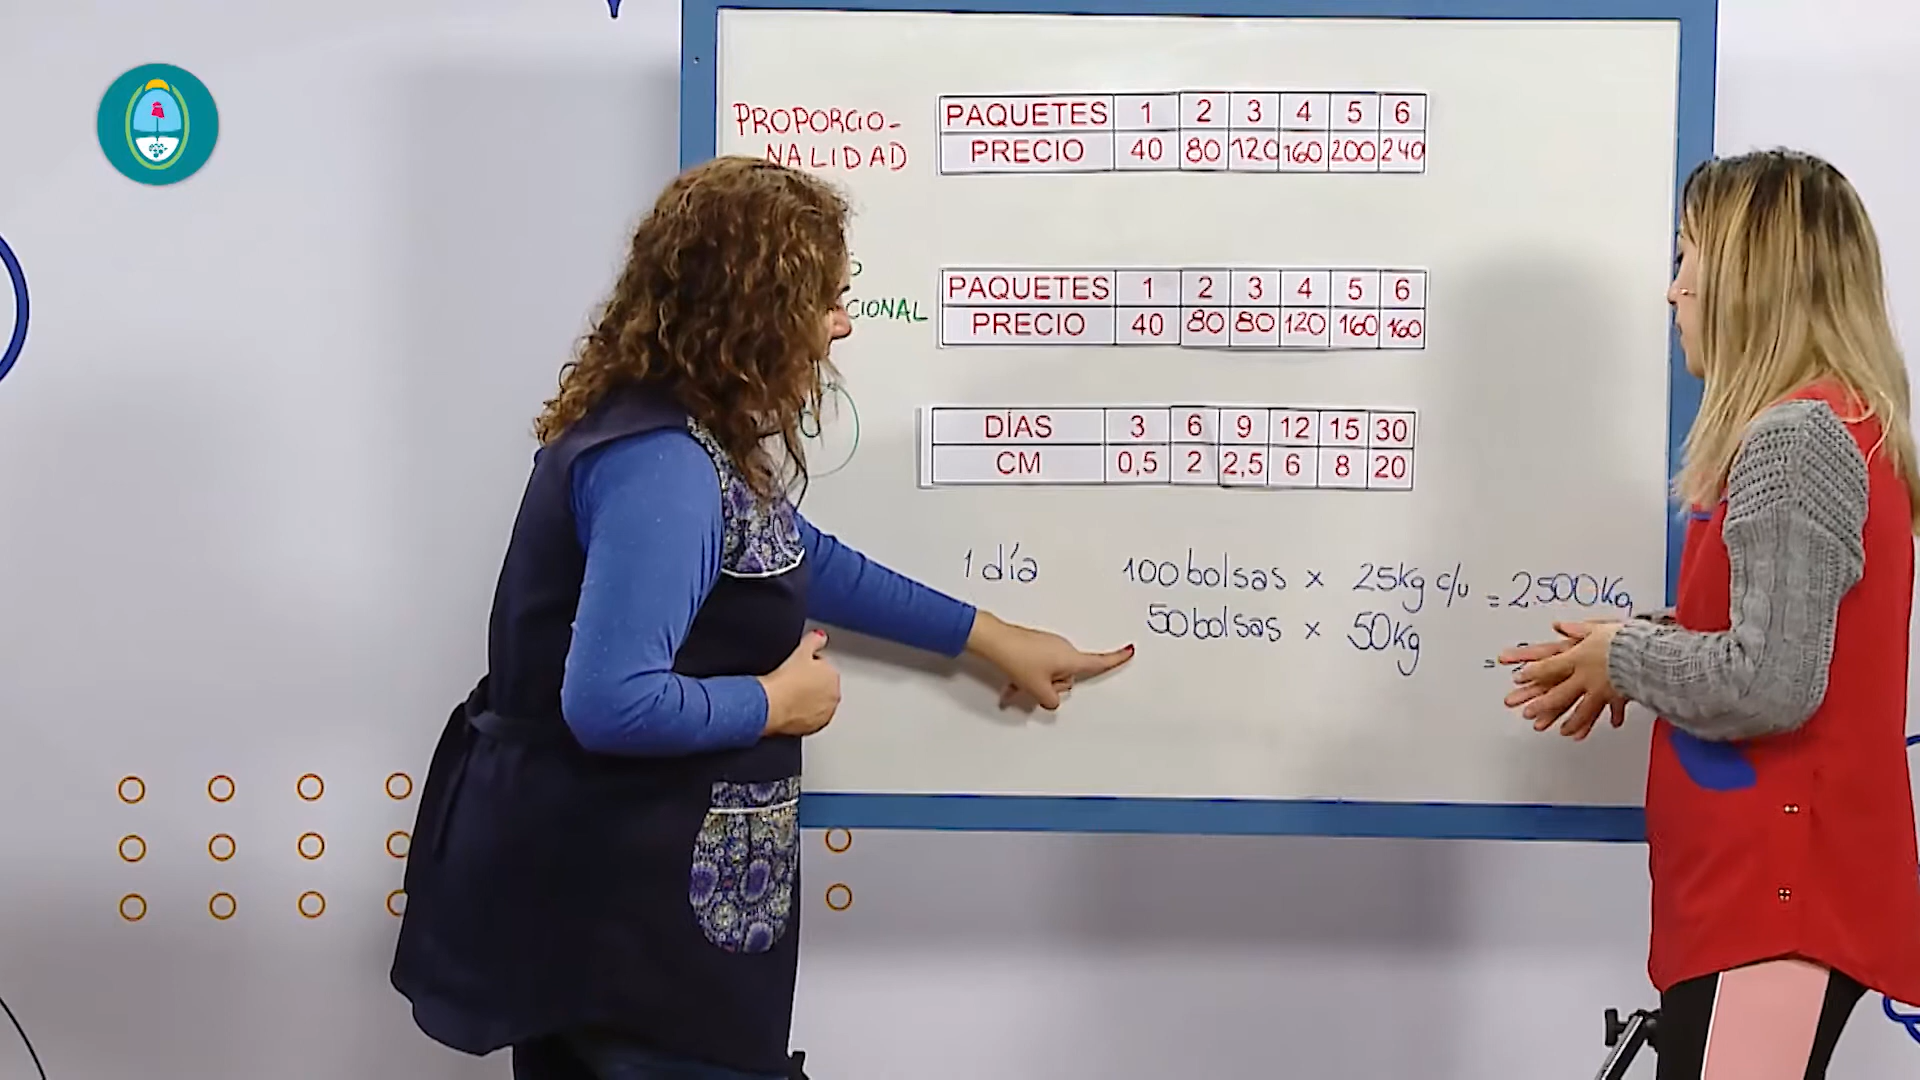 PROPORCIO-
NALIDAD
PAQUETES 1 2 3 4 5 6
PRECIO 40 80 120 160 200 240
CIONAL
PAQUETES 1 2 3 4 5 6
PRECIO 40 80 80 120 160 160
DÍAS 3 6 9 12 15 30
CM 0,5 2 2,5 6 8 20
1 día 100 bolsas x 25kg c/u = 2.500Kg
50 bolsas x 50kg =